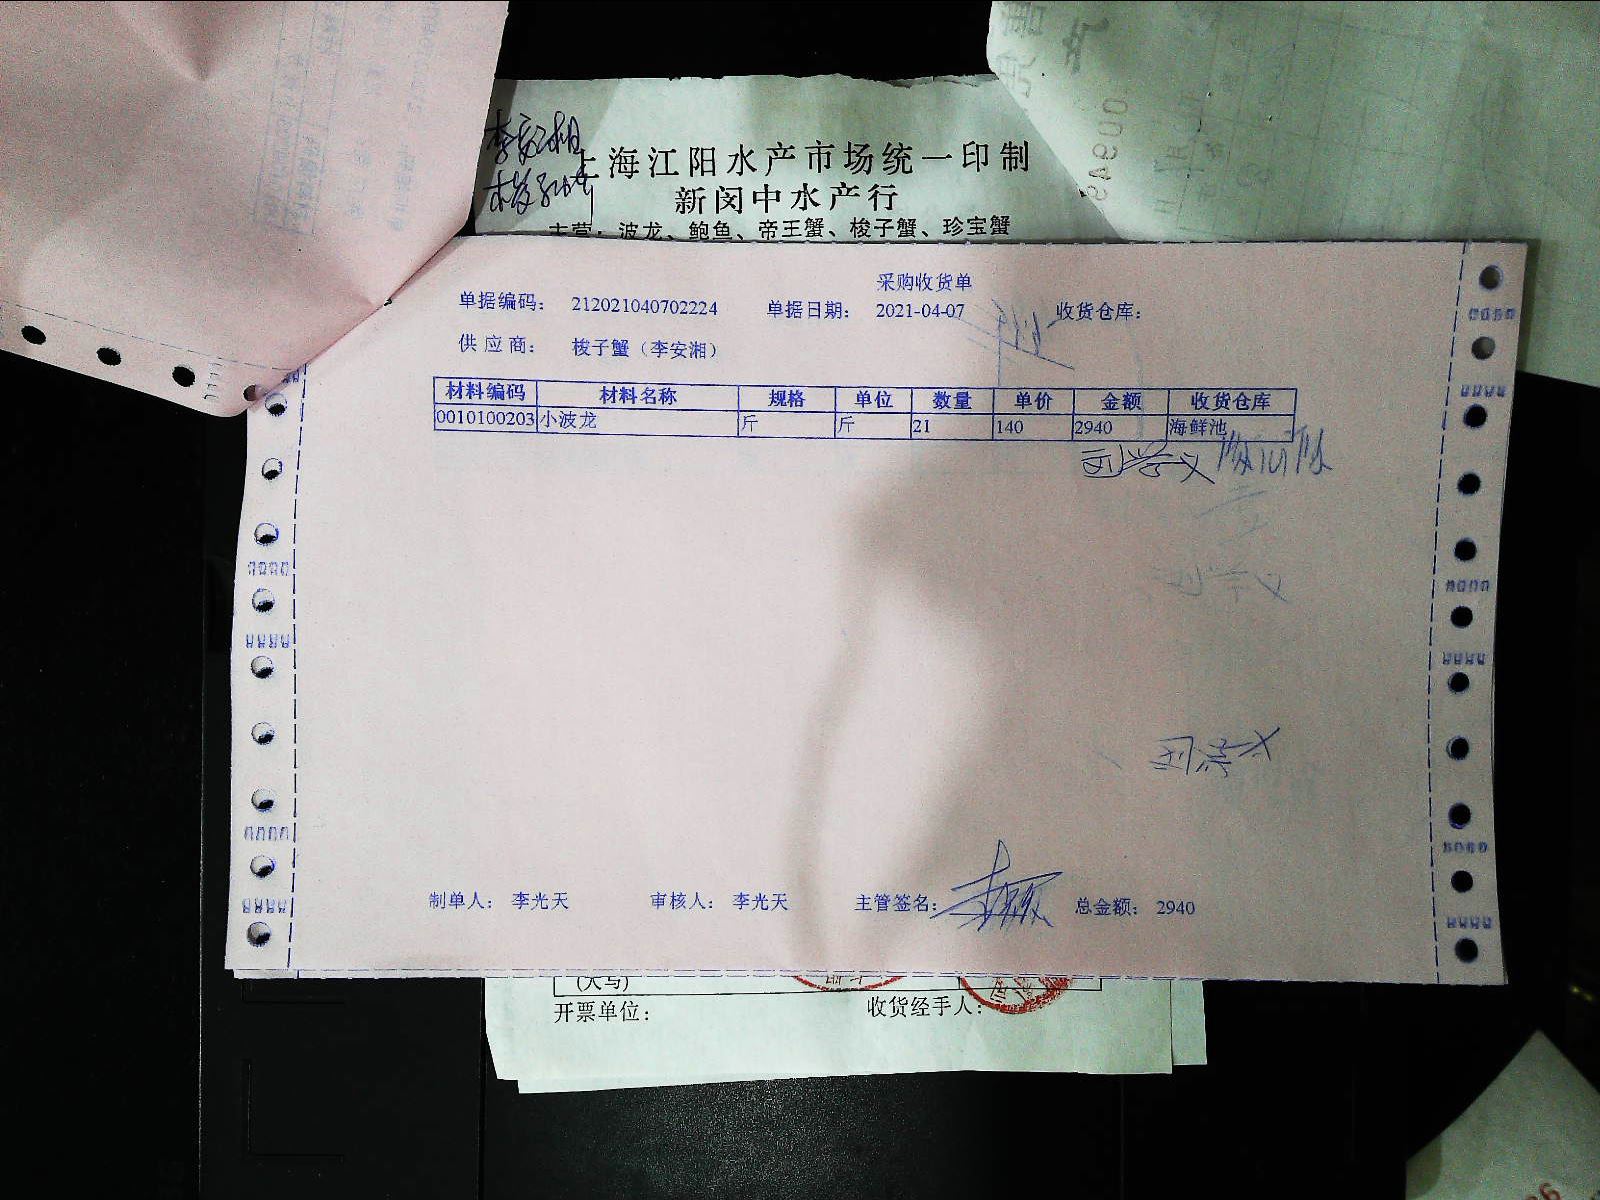 上海江阳水产市场统一印制
新闵中水产行
主营：波龙、鲍鱼、帝王蟹、梭子蟹、珍宝蟹
采购收货单
单据编码： 212021040702224 单据日期： 2021-04-07 收货仓库：
供应商： 梭子蟹（李安湘）
材料编码 材料名称 规格 单位 数量 单价 金额 收货仓库
0010100203 小波龙 斤 斤 21 140 2940 海鲜池
制单人： 李光天 审核人： 李光天 主管签名： 总金额： 2940
(大写)
开票单位： 收货经手人：